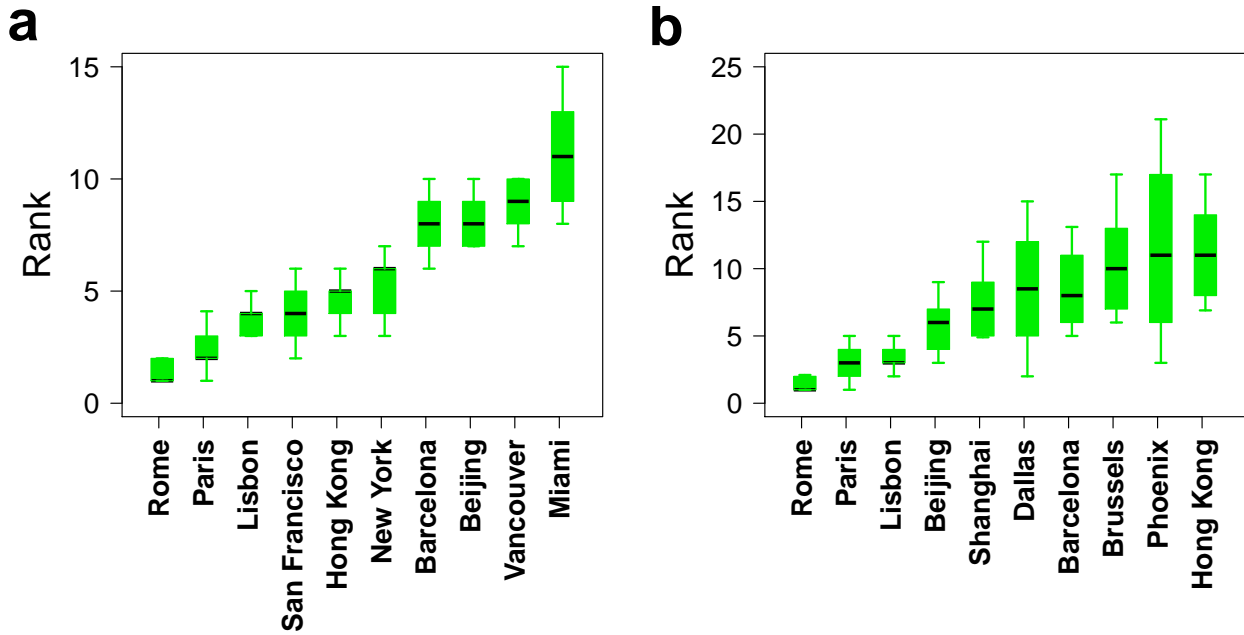 a
Rank
15
10
5
0
Rome
Paris
Lisbon
San Francisco
Hong Kong
New York
Barcelona
Beijing
Vancouver
Miami
b
Rank
25
20
15
10
5
0
Rome
Paris
Lisbon
Beijing
Shanghai
Dallas
Barcelona
Brussels
Phoenix
Hong Kong